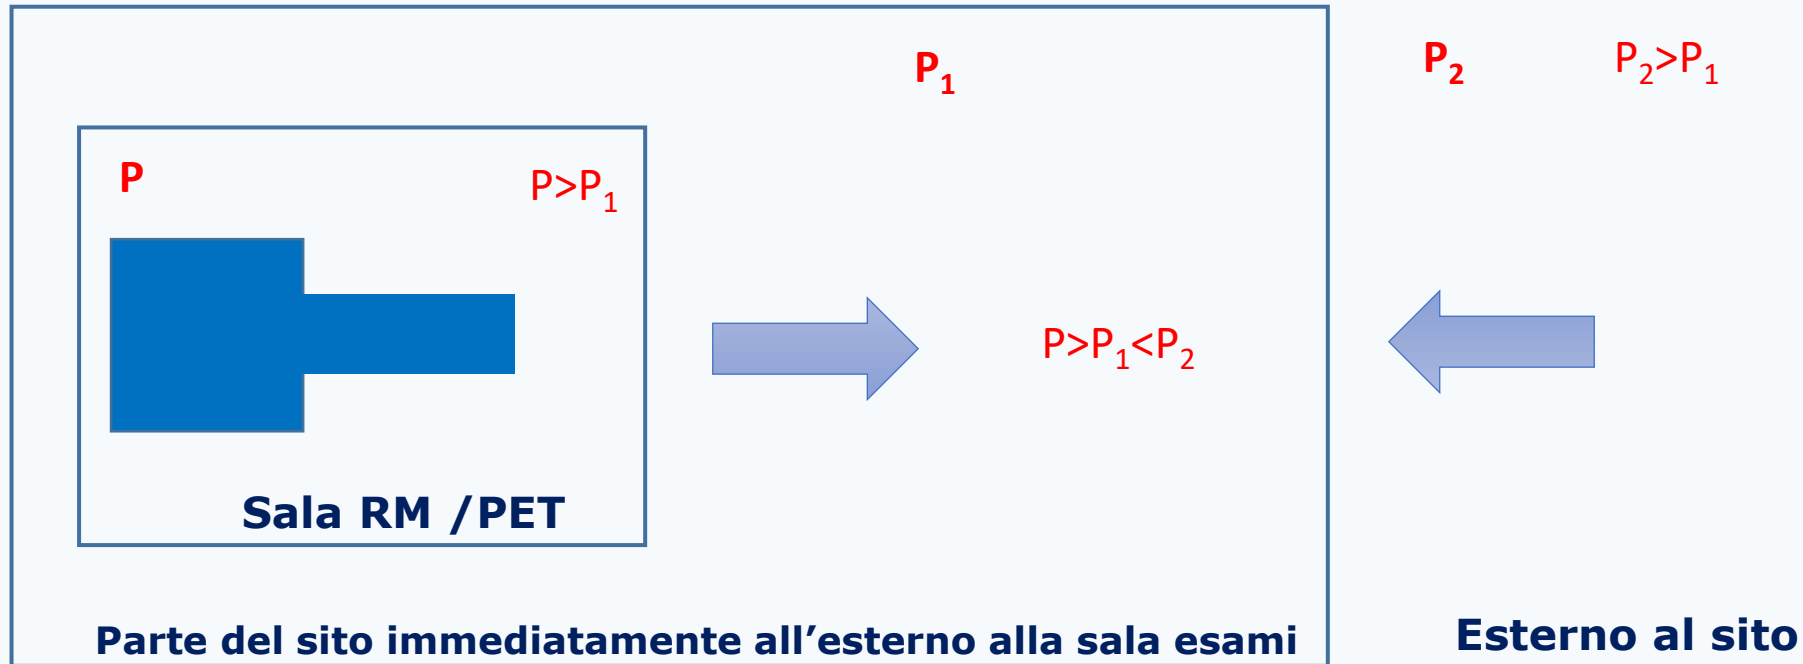 P₁
P₂ P₂>P₁
P P>P₁
P>P₁<P₂
Sala RM /PET
Parte del sito immediatamente all’esterno alla sala esami
Esterno al sito